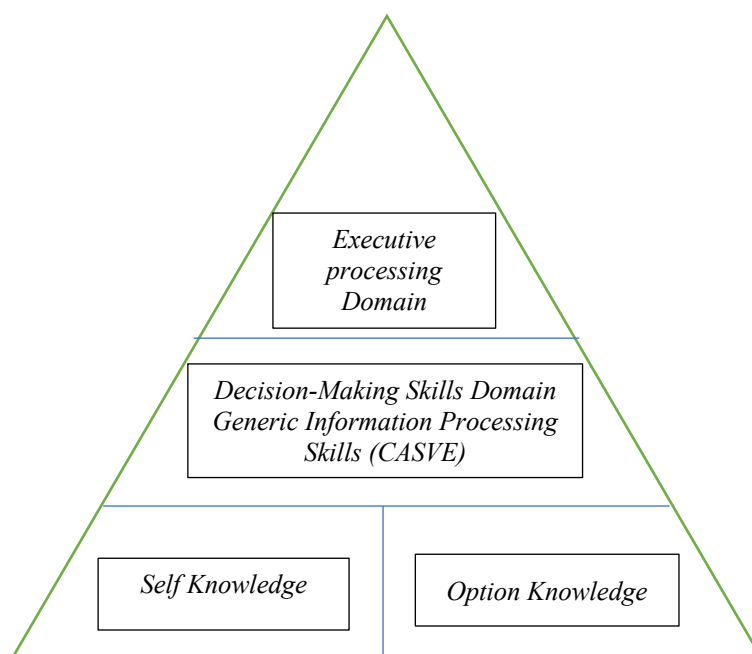 Executive
processing
Domain
Decision-Making Skills Domain
Generic Information Processing
Skills (CASVE)
Self Knowledge
Option Knowledge